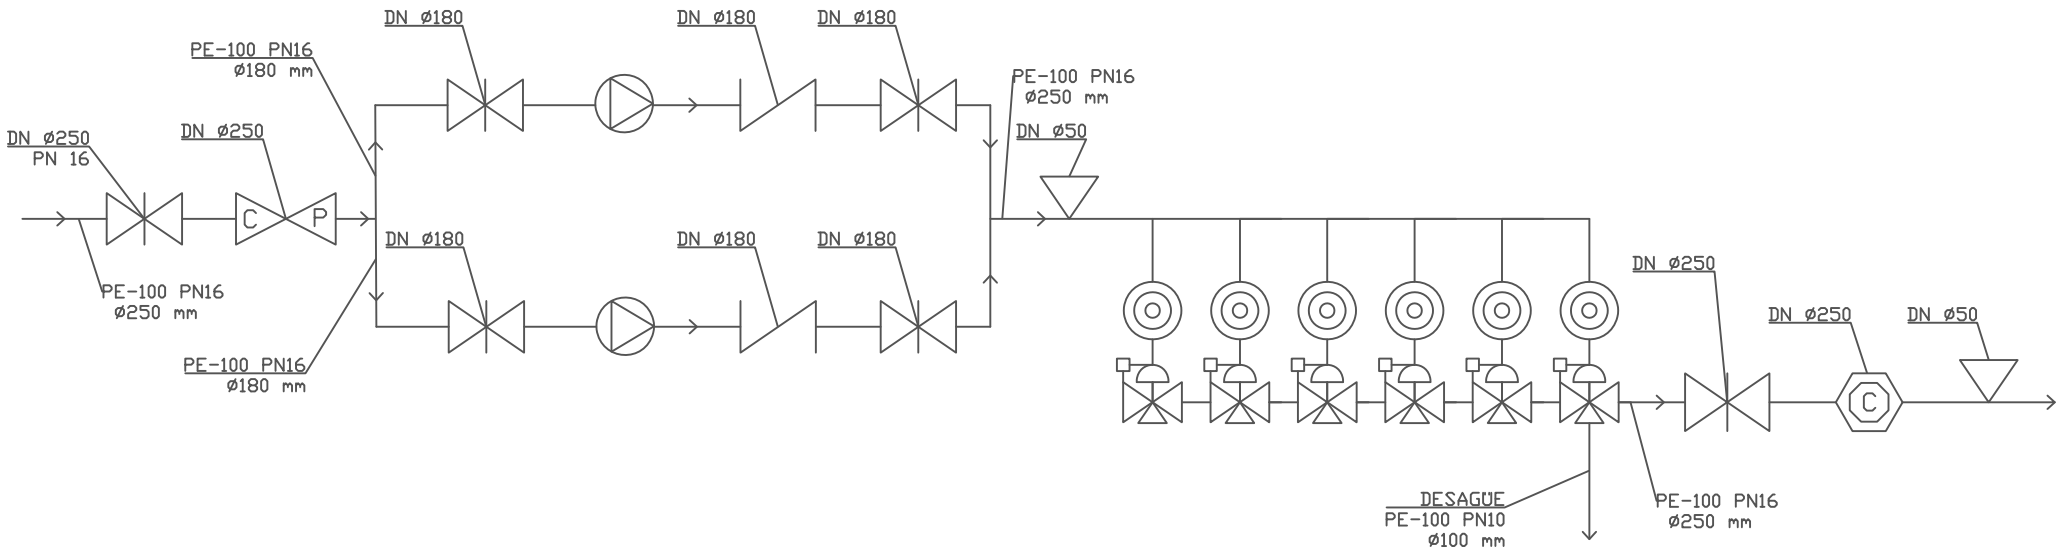 DN Ø180
DN Ø180
DN Ø180
PE-100 PN16
Ø180 mm
PE-100 PN16
Ø250 mm
DN Ø250
PN 16
DN Ø250
DN Ø50
C
P
DN Ø180
DN Ø180
DN Ø180
PE-100 PN16
Ø250 mm
PE-100 PN16
Ø180 mm
DN Ø250
DN Ø250
DN Ø50
C
DESAGÜE
PE-100 PN10
Ø100 mm
PE-100 PN16
Ø250 mm